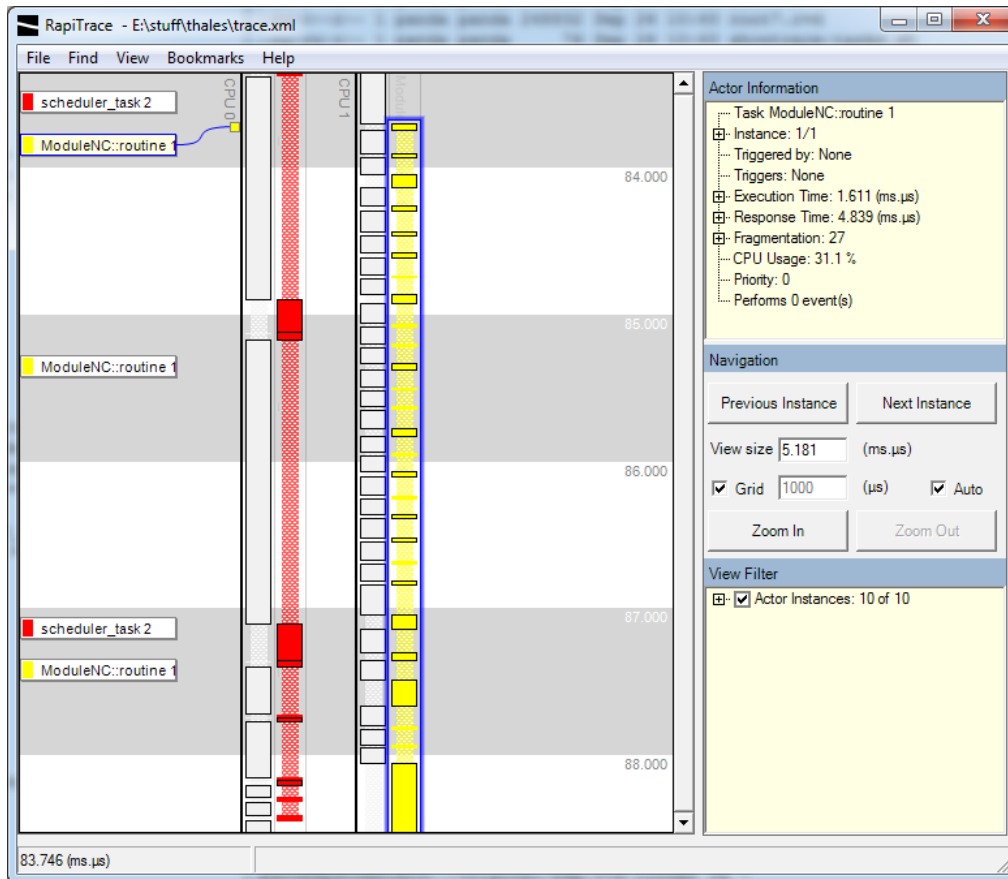 RapiTrace - E:\stuff\thales\trace.xml
File Find View Bookmarks Help
scheduler_task 2
ModuleNC::routine 1
CPU 0
CPU 1
84.000
85.000
ModuleNC::routine 1
86.000
87.000
scheduler_task 2
ModuleNC::routine 1
88.000
Actor Information
Task ModuleNC::routine 1
Instance: 1/1
Triggered by: None
Triggers: None
Execution Time: 1.611 (ms.µs)
Response Time: 4.839 (ms.µs)
Fragmentation: 27
CPU Usage: 31.1 %
Priority: 0
Performs 0 event(s)
Navigation
Previous Instance Next Instance
View size 5.181 (ms.µs)
Grid 1000 (µs) Auto
Zoom In Zoom Out
View Filter
Actor Instances: 10 of 10
83.746 (ms.µs)